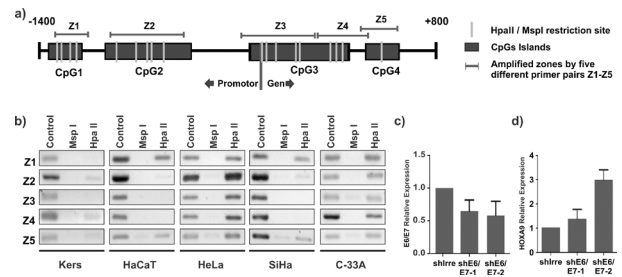 a)
-1400
+800
Z1
Z2
Z3
Z4
Z5
CpG1
CpG2
CpG3
CpG4
Promotor
Gen
HpaII / MspI restriction site
CpGs Islands
Amplified zones by five
different primer pairs Z1-Z5
b)
Control Msp I Hpa II Control Msp I Hpa II Control Msp I Hpa II Control Msp I Hpa II Control Msp I Hpa II
Z1
Z2
Z3
Z4
Z5
Kers HaCaT HeLa SiHa C-33A
c)
E6/E7 Relative Expression
1.5
1.0
0.5
0.0
shIrre shE6/ shE6/
E7-1 E7-2
d)
HOXA9 Relative Expression
4
3
2
1
0
shIrre shE6/ shE6/
E7-1 E7-2